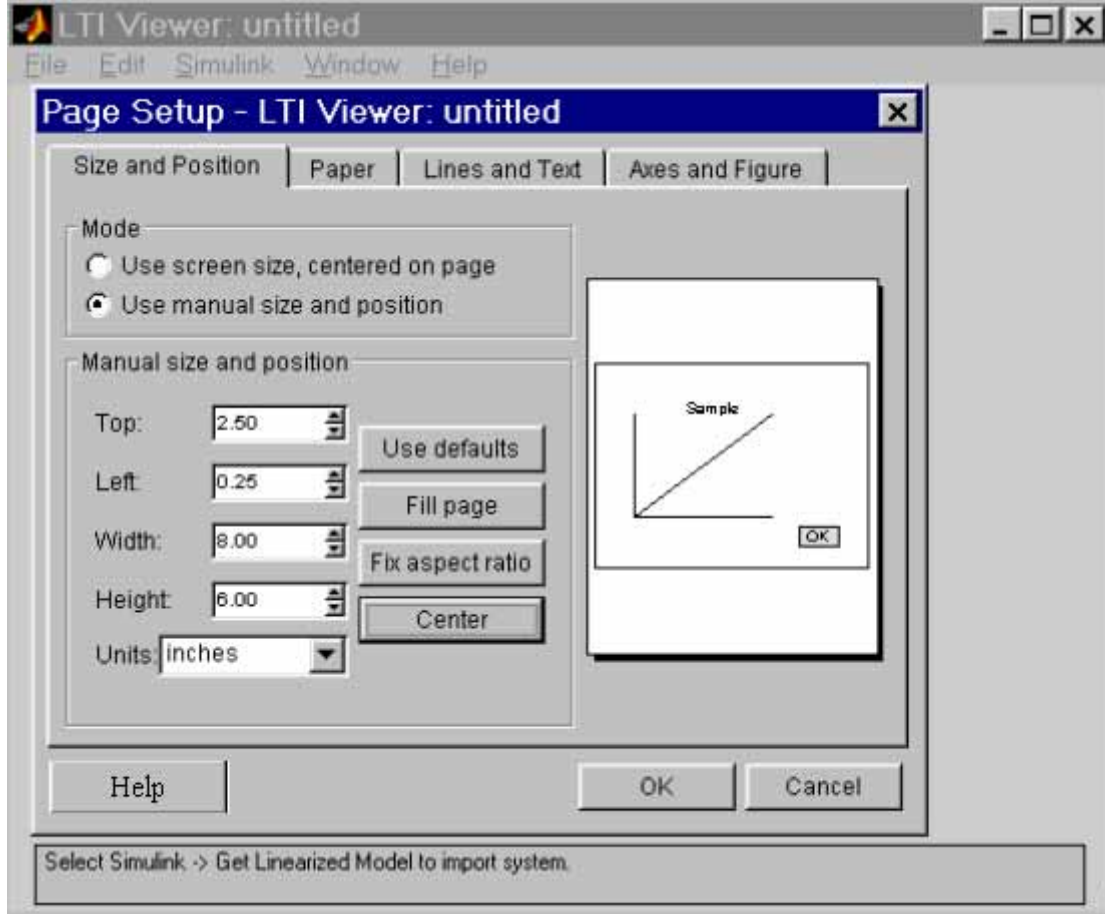 LTI Viewer: untitled
File Edit Simulink Window Help
Page Setup - LTI Viewer: untitled
Size and Position Paper Lines and Text Axes and Figure
Mode
Use screen size, centered on page
Use manual size and position
Manual size and position
Top: 2.50
Left: 0.25
Width: 8.00
Height: 6.00
Units: inches
Use defaults
Fill page
Fix aspect ratio
Center
Sample
OK
Help OK Cancel
Select Simulink -> Get Linearized Model to import system.